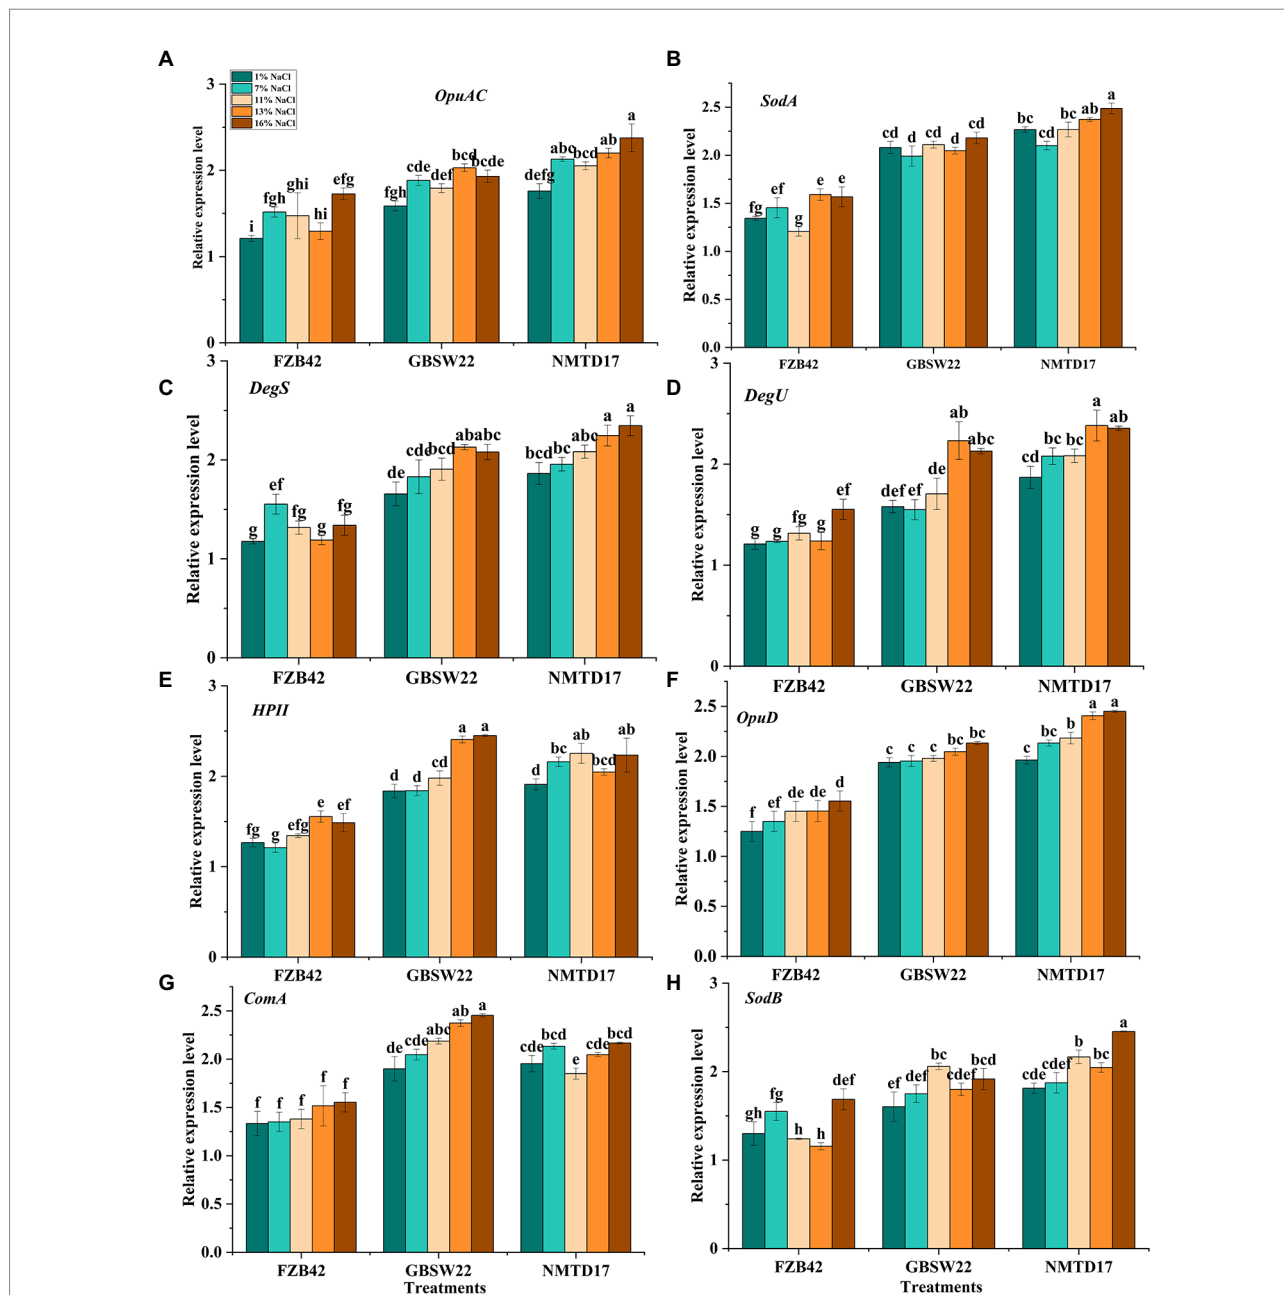 A
1% NaCl
7% NaCl
11% NaCl
13% NaCl
16% NaCl
OpuAC
Relative expression level
3
2
1
0
i fgh ghi hi efg
fgh cde def bcd bcde
defg abc bcd ab a
FZB42 GBSW22 NMTD17
B
SodA
Relative expression level
2.5
2.0
1.5
1.0
0.5
0.0
fg ef g e e
cd d cd d cd
bc cd bc ab a
FZB42 GBSW22 NMTD17
C
DegS
Relative expression level
3
2
1
0
g ef fg g fg
de cde bcd ab abc
bcd bcd abc a a
FZB42 GBSW22 NMTD17
D
DegU
Relative expression level
3
2
1
0
g g fg g ef
def ef de ab abc
cd bc bc a ab
FZB42 GBSW22 NMTD17
E
HPII
Relative expression level
3
2
1
0
fg g efg e ef
d d cd a a
d bc ab bcd ab
FZB42 GBSW22 NMTD17
F
OpuD
Relative expression level
2.5
2.0
1.5
1.0
0.5
0.0
f ef de de d
c c c bc bc
c bc b a a
FZB42 GBSW22 NMTD17
G
ComA
Relative expression level
2.5
2.0
1.5
1.0
0.5
0.0
f f f f f
de cde abc ab a
cde bcd e cde bcd
FZB42 GBSW22 NMTD17
Treatments
H
SodB
Relative expression level
3
2
1
0
gh fg h h def
ef def bc cdef bcd
cde cdef b bc a
FZB42 GBSW22 NMTD17
Treatments